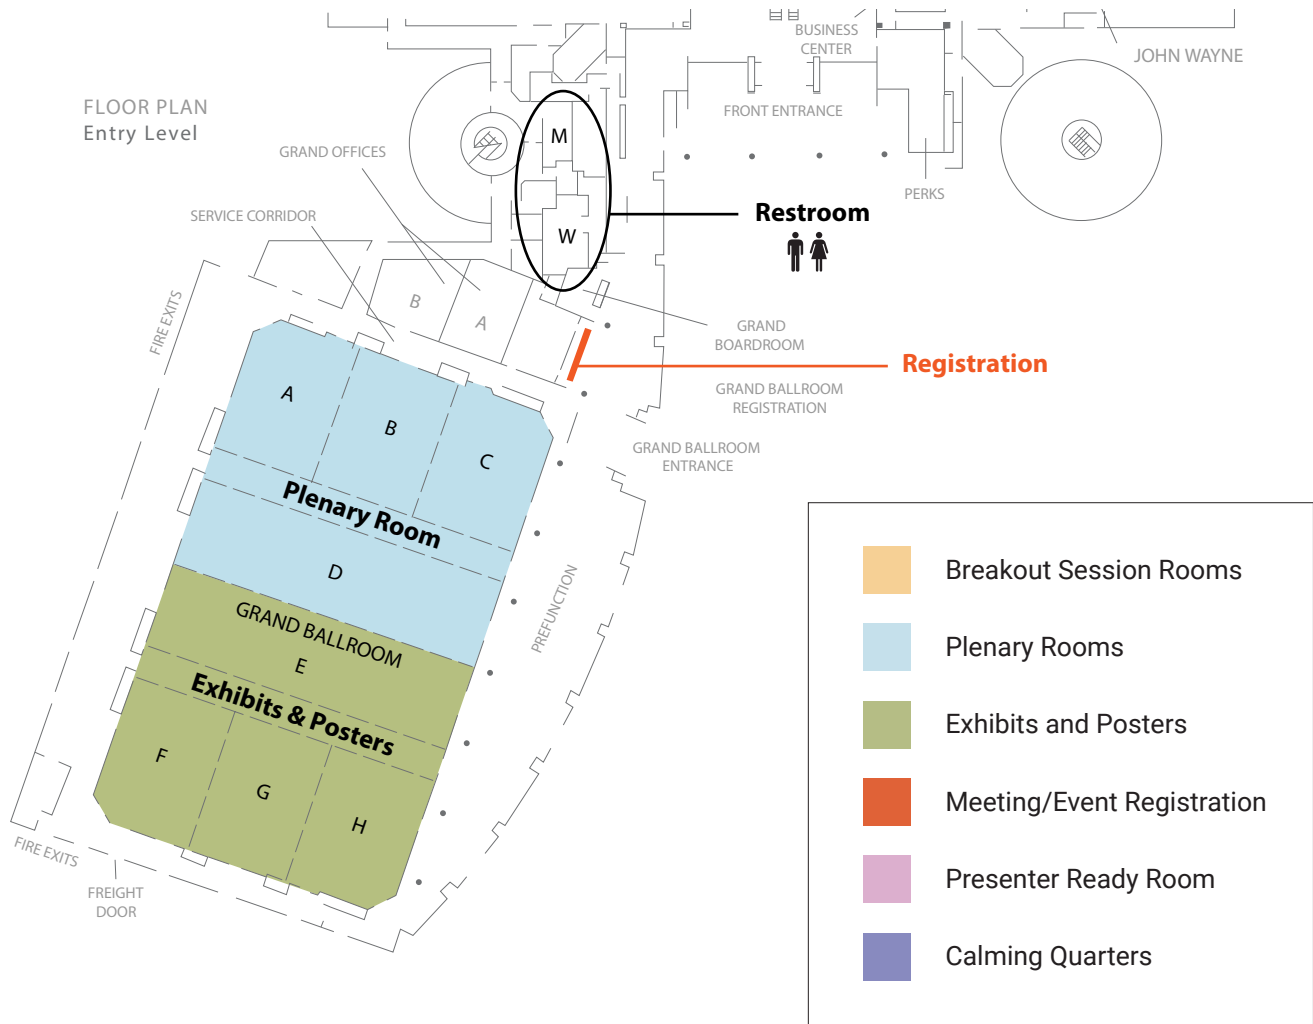 BUSINESS
CENTER
JOHN WAYNE
FLOOR PLAN
Entry Level
FRONT ENTRANCE
M
GRAND OFFICES
PERKS
SERVICE CORRIDOR
Restroom
W
FIRE EXITS
B
A
GRAND
BOARDROOM
Registration
GRAND BALLROOM
REGISTRATION
A
B
C
GRAND BALLROOM
ENTRANCE
Plenary Room
D
PREFUNCTION
GRAND BALLROOM
E
Exhibits & Posters
F
G
H
FIRE EXITS
FREIGHT
DOOR
Breakout Session Rooms
Plenary Rooms
Exhibits and Posters
Meeting/Event Registration
Presenter Ready Room
Calming Quarters